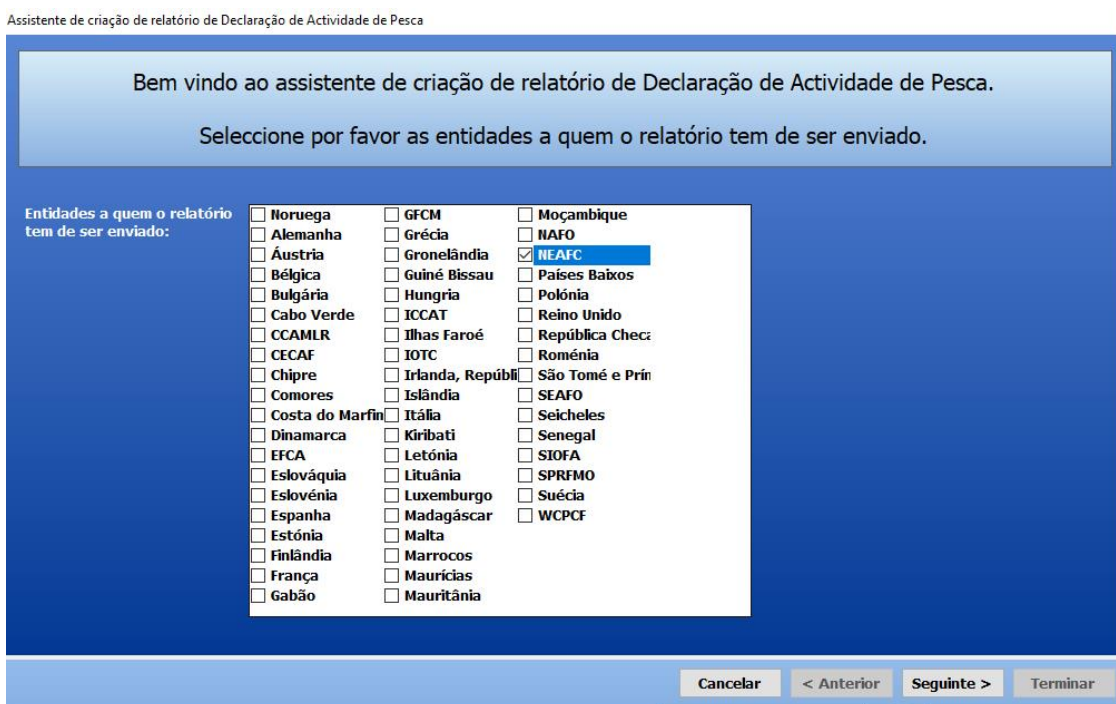 Assistente de criação de relatório de Declaração de Actividade de Pesca
Bem vindo ao assistente de criação de relatório de Declaração de Actividade de Pesca.
Seleccione por favor as entidades a quem o relatório tem de ser enviado.
Entidades a quem o relatório
tem de ser enviado:
Noruega
Alemanha
Áustria
Bélgica
Bulgária
Cabo Verde
CCAMLR
CECAF
Chipre
Comores
Costa do Marfin
Dinamarca
EFCA
Eslováquia
Eslovénia
Espanha
Estónia
Finlândia
França
Gabão
GFCM
Grécia
Gronelândia
Guiné Bissau
Hungria
ICCAT
Ilhas Faroé
IOTC
Irlanda, Repúbli
Islândia
Itália
Kiribati
Letónia
Lituânia
Luxemburgo
Madagáscar
Malta
Marrocos
Maurícias
Mauritânia
Moçambique
NAFO
NEAFC
Países Baixos
Polónia
Reino Unido
República Checa
Roménia
São Tomé e Prín
SEAFO
Seicheles
Senegal
SIOFA
SPRFMO
Suécia
WCPCF
Cancelar
< Anterior
Seguinte >
Terminar